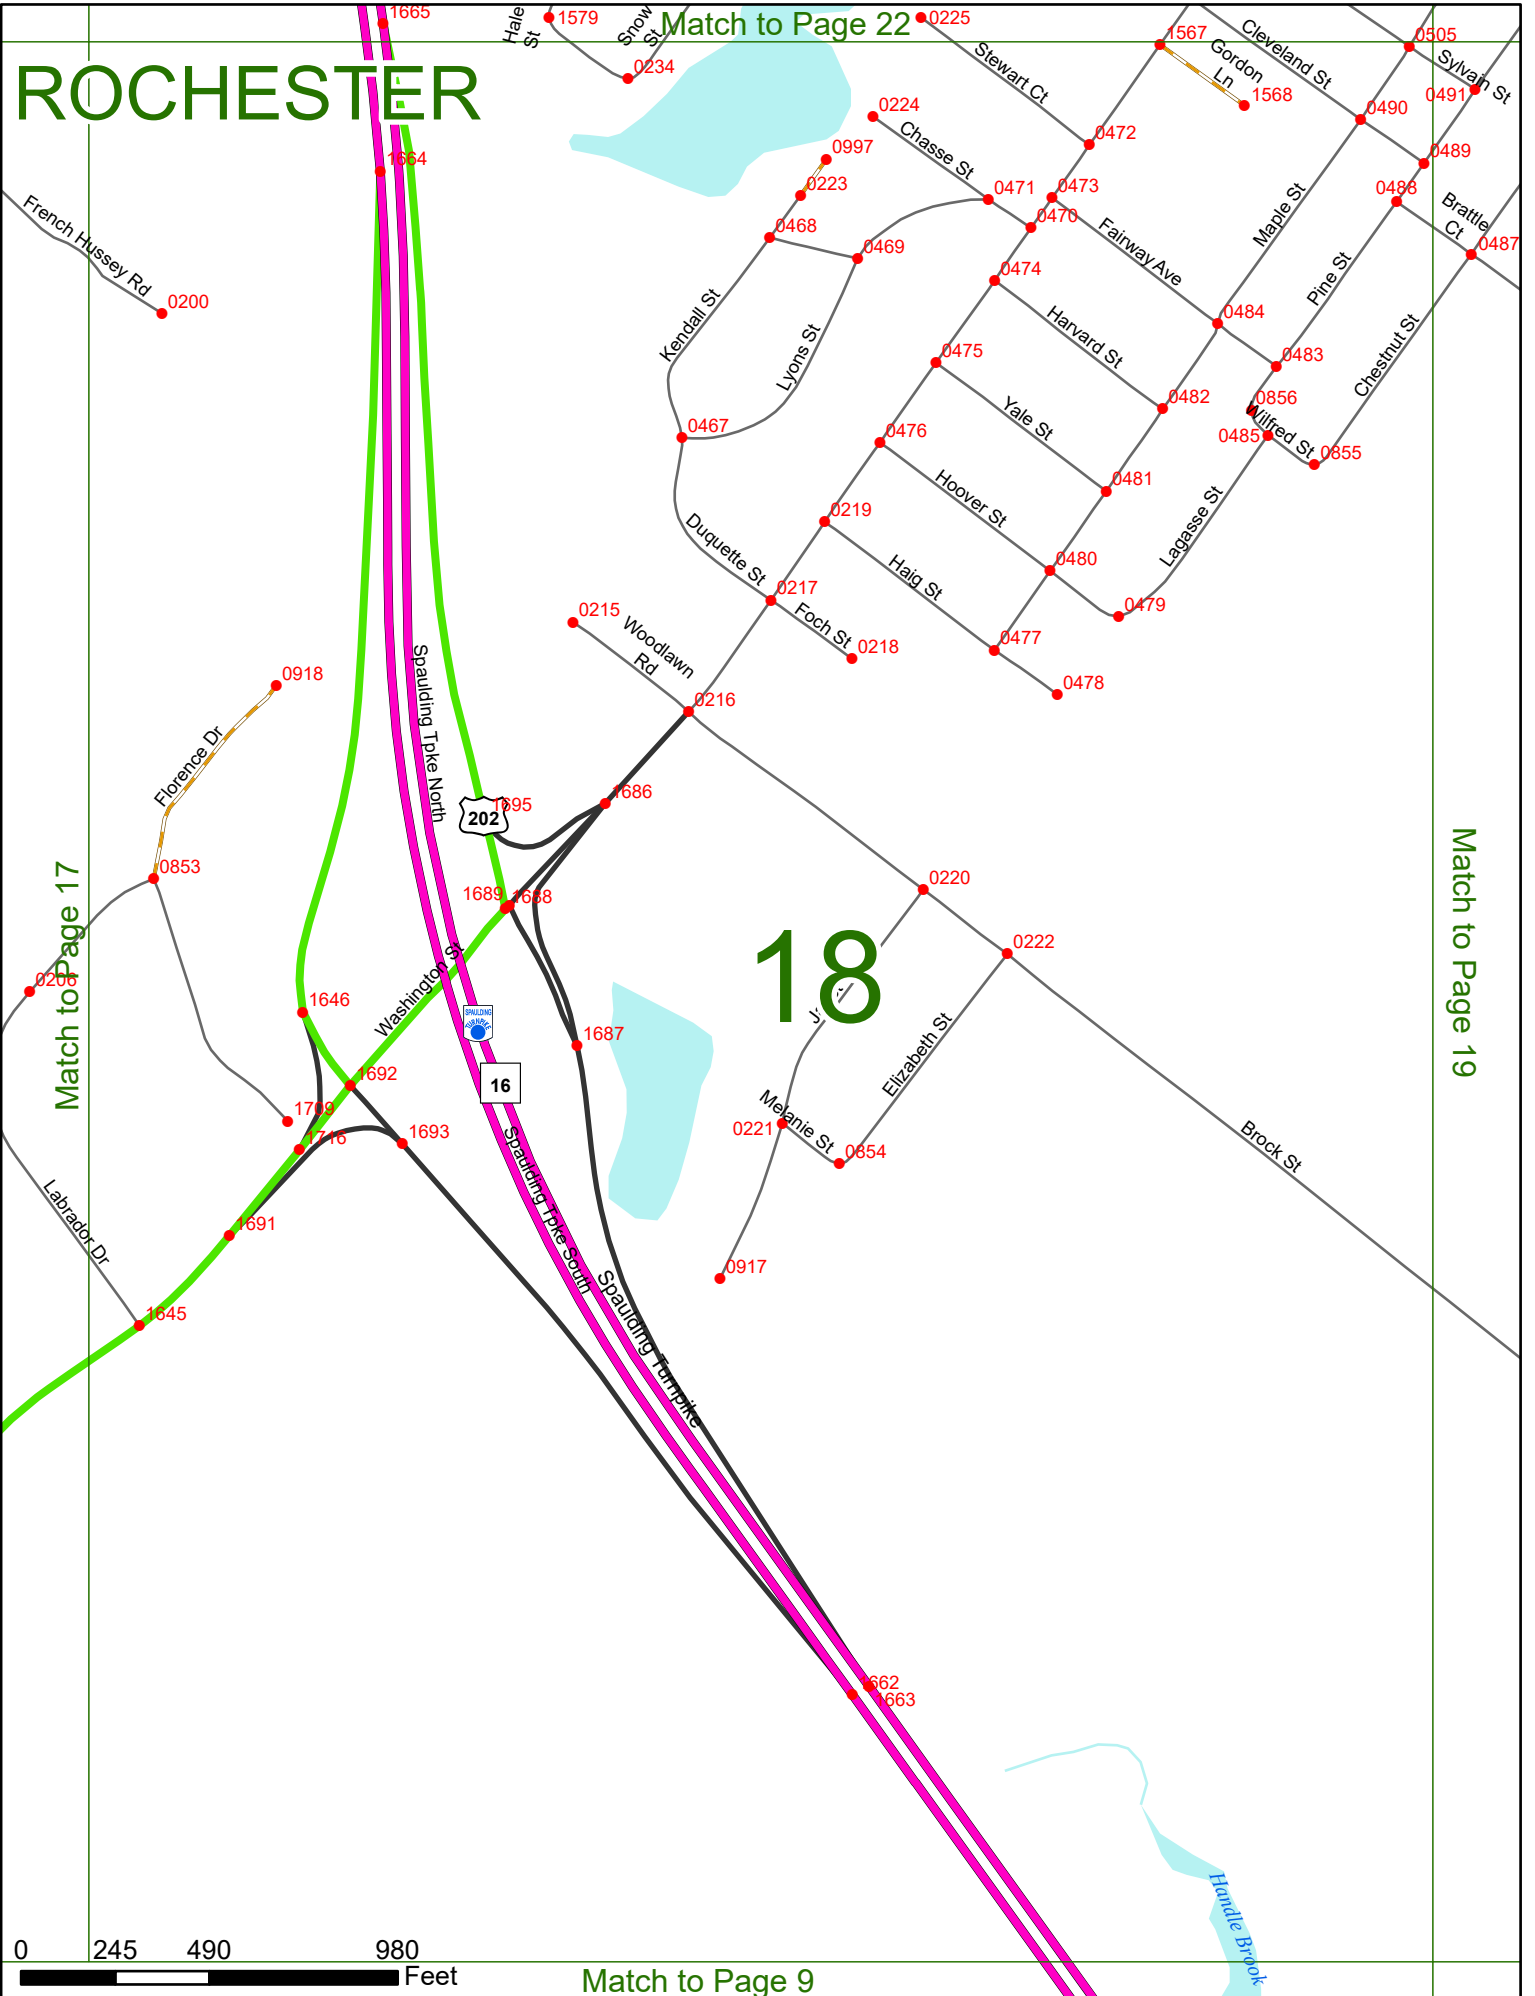 1665
1579
Hale
St
Snow
St
Match to Page 22
0225
1567
0505
ROCHESTER
0234
Stewart Ct
Gordon
Ln
Cleveland St
Sylvain St
1568
0491
0224
0490
1664
Chasse St
0997
0472
0489
0223
0471
0473
0488
Brattle
Ct
French Hussey Rd
0468
0470
Maple St
0487
0469
Fairway Ave
0474
Pine St
0200
Kendall St
Harvard St
0484
Chestnut St
Lyons St
0475
0483
0482
0856
Yale St
Wilfred St
0467
0476
0485
0855
0481
Hoover St
0219
Lagasse St
Duquette St
0480
Haig St
0217
0215
Foch St
0479
Woodlawn
Rd
0218
0477
Spaulding Tpke North
0918
0478
0216
Florence Dr
1695
202
1686
0853
0220
1689
1688
Match to Page 17
Match to Page 19
18
0222
Washington St
0206
1646
SPAULDING
TURNPIKE
1687
Elizabeth St
16
1692
Melanie St
1709
0221
1716
1693
0854
Brock St
Spaulding Tpke South
Labrador Dr
1691
0917
Spaulding Turnpike
1645
1662
1663
Handle Brook
0
245
490
980
Feet
Match to Page 9